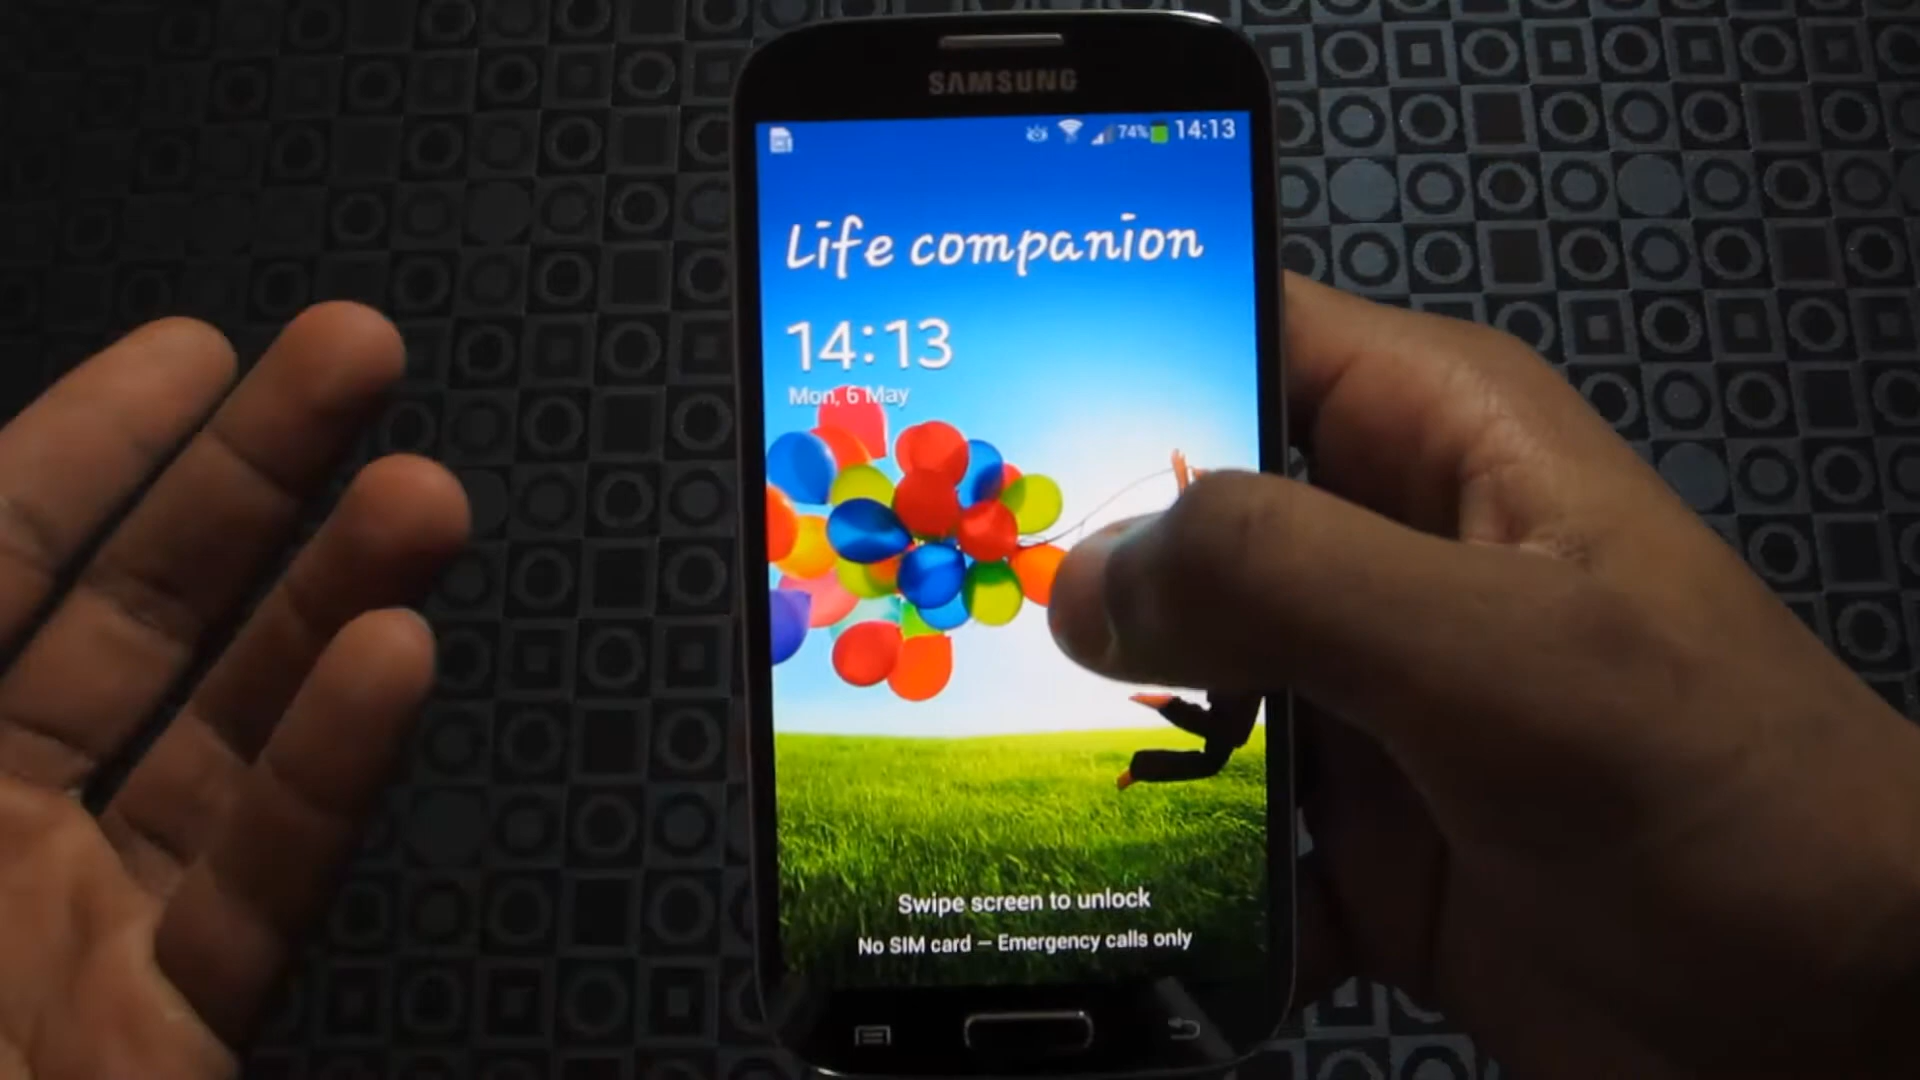 SAMSUNG
74% 14:13
Life companion
14:13
Mon, 6 May
Swipe screen to unlock
No SIM card – Emergency calls only